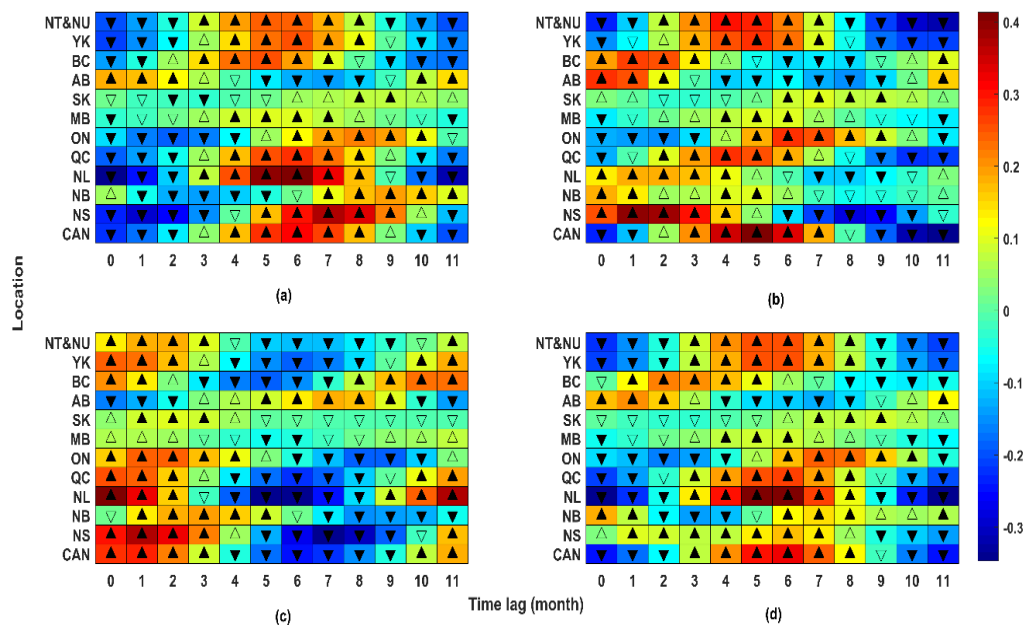 NT&NU
YK
BC
AB
SK
MB
ON
QC
NL
NB
NS
CAN
0 1 2 3 4 5 6 7 8 9 10 11
(a)
NT&NU
YK
BC
AB
SK
MB
ON
QC
NL
NB
NS
CAN
0 1 2 3 4 5 6 7 8 9 10 11
(b)
0.4
0.3
0.2
0.1
0
-0.1
-0.2
-0.3
Location
NT&NU
YK
BC
AB
SK
MB
ON
QC
NL
NB
NS
CAN
0 1 2 3 4 5 6 7 8 9 10 11
(c)
NT&NU
YK
BC
AB
SK
MB
ON
QC
NL
NB
NS
CAN
0 1 2 3 4 5 6 7 8 9 10 11
(d)
Time lag (month)